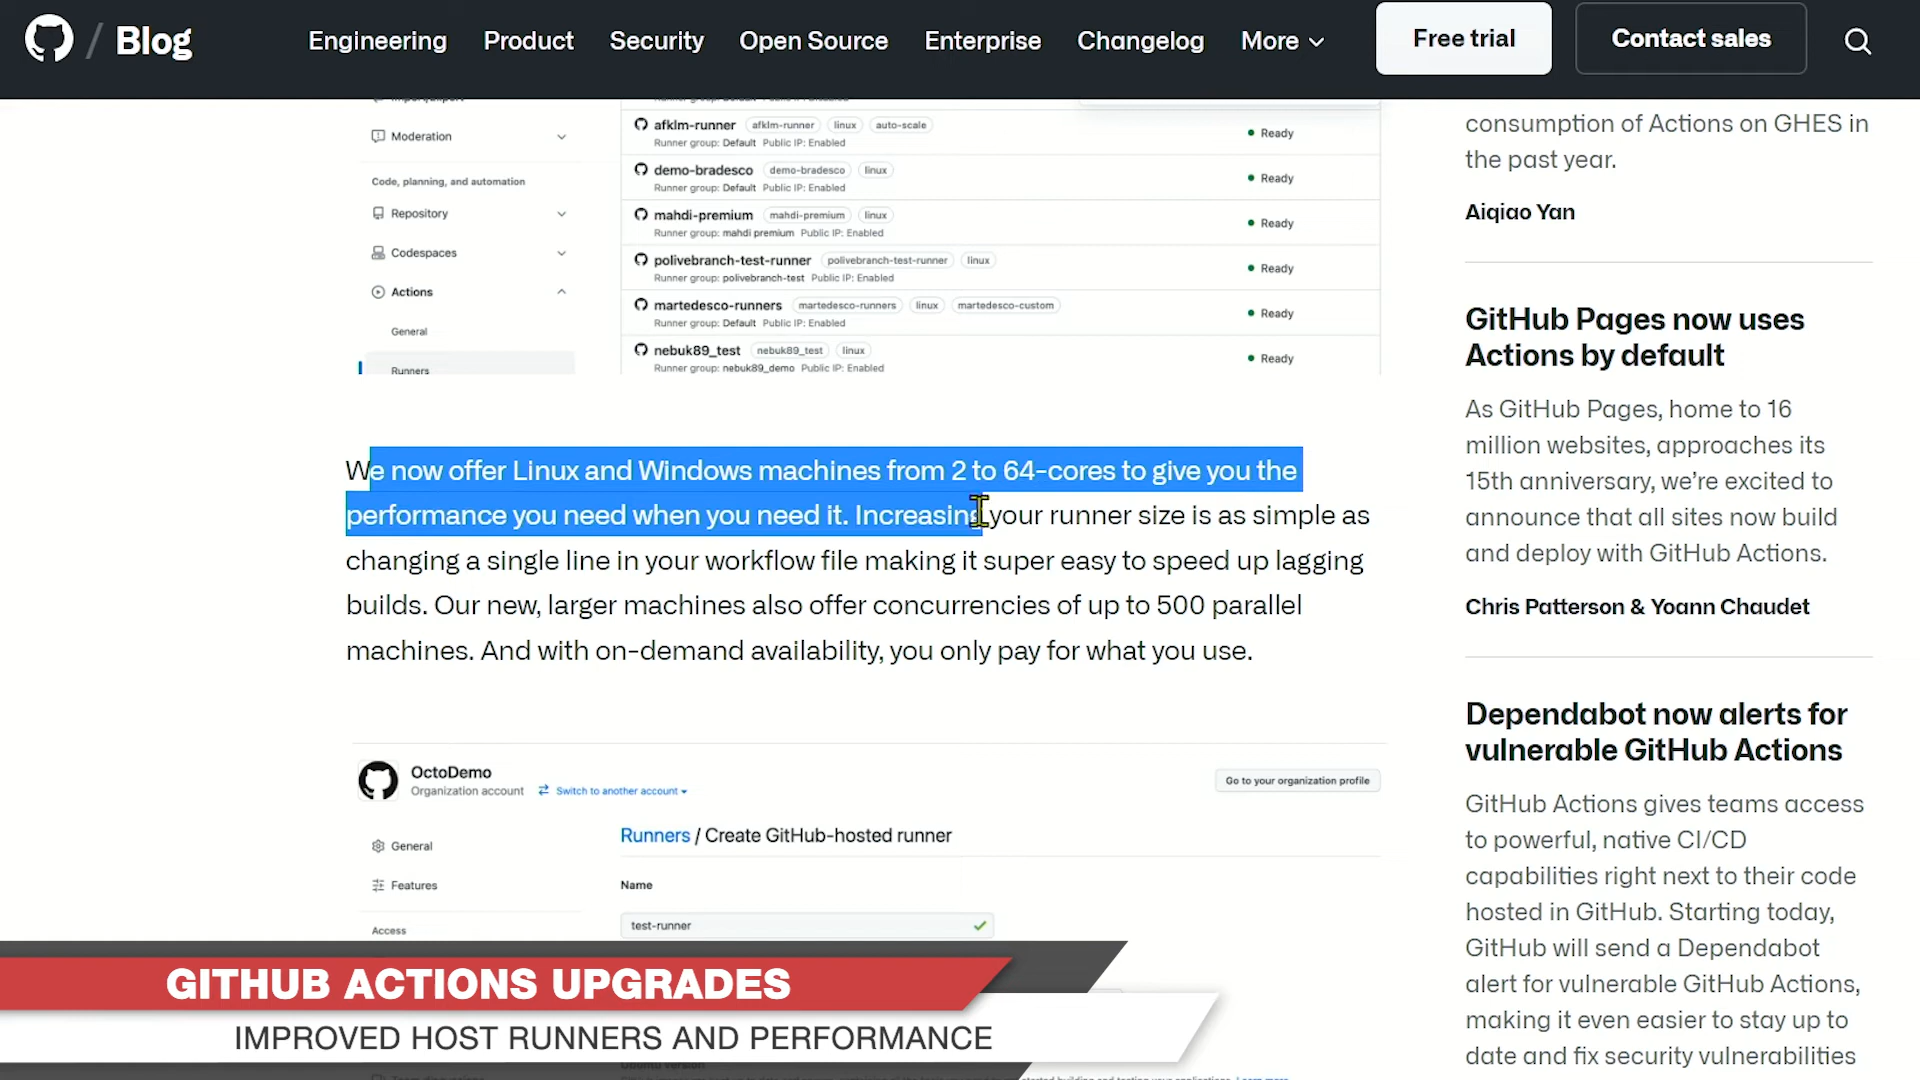 Blog
Engineering
Product
Security
Open Source
Enterprise
Changelog
More
Free trial
Contact sales
Moderation
Code, planning, and automation
Repository
Codespaces
Actions
General
Runners
afklm-runner afklm-runner linux auto-scale
Runner group: Default Public IP: Enabled
Ready
demo-bradesco demo-bradesco linux
Runner group: Default Public IP: Enabled
Ready
mahdi-premium mahdi-premium linux
Runner group: mahdi premium Public IP: Enabled
Ready
polivebranch-test-runner polivebranch-test-runner linux
Runner group: polivebranch-test Public IP: Enabled
Ready
martedesco-runners martedesco-runners linux martedesco-custom
Runner group: Default Public IP: Enabled
Ready
nebuk89_test nebuk89_test linux
Runner group: nebuk89_demo Public IP: Enabled
Ready
We now offer Linux and Windows machines from 2 to 64-cores to give you the
performance you need when you need it. Increasing your runner size is as simple as
changing a single line in your workflow file making it super easy to speed up lagging
builds. Our new, larger machines also offer concurrencies of up to 500 parallel
machines. And with on-demand availability, you only pay for what you use.
OctoDemo
Organization account Switch to another account
Go to your organization profile
General
Features
Access
Runners / Create GitHub-hosted runner
Name
test-runner
consumption of Actions on GHES in
the past year.
Aiqiao Yan
GitHub Pages now uses
Actions by default
As GitHub Pages, home to 16
million websites, approaches its
15th anniversary, we're excited to
announce that all sites now build
and deploy with GitHub Actions.
Chris Patterson & Yoann Chaudet
Dependabot now alerts for
vulnerable GitHub Actions
GitHub Actions gives teams access
to powerful, native CI/CD
capabilities right next to their code
hosted in GitHub. Starting today,
GitHub will send a Dependabot
alert for vulnerable GitHub Actions,
making it even easier to stay up to
date and fix security vulnerabilities
GITHUB ACTIONS UPGRADES
IMPROVED HOST RUNNERS AND PERFORMANCE